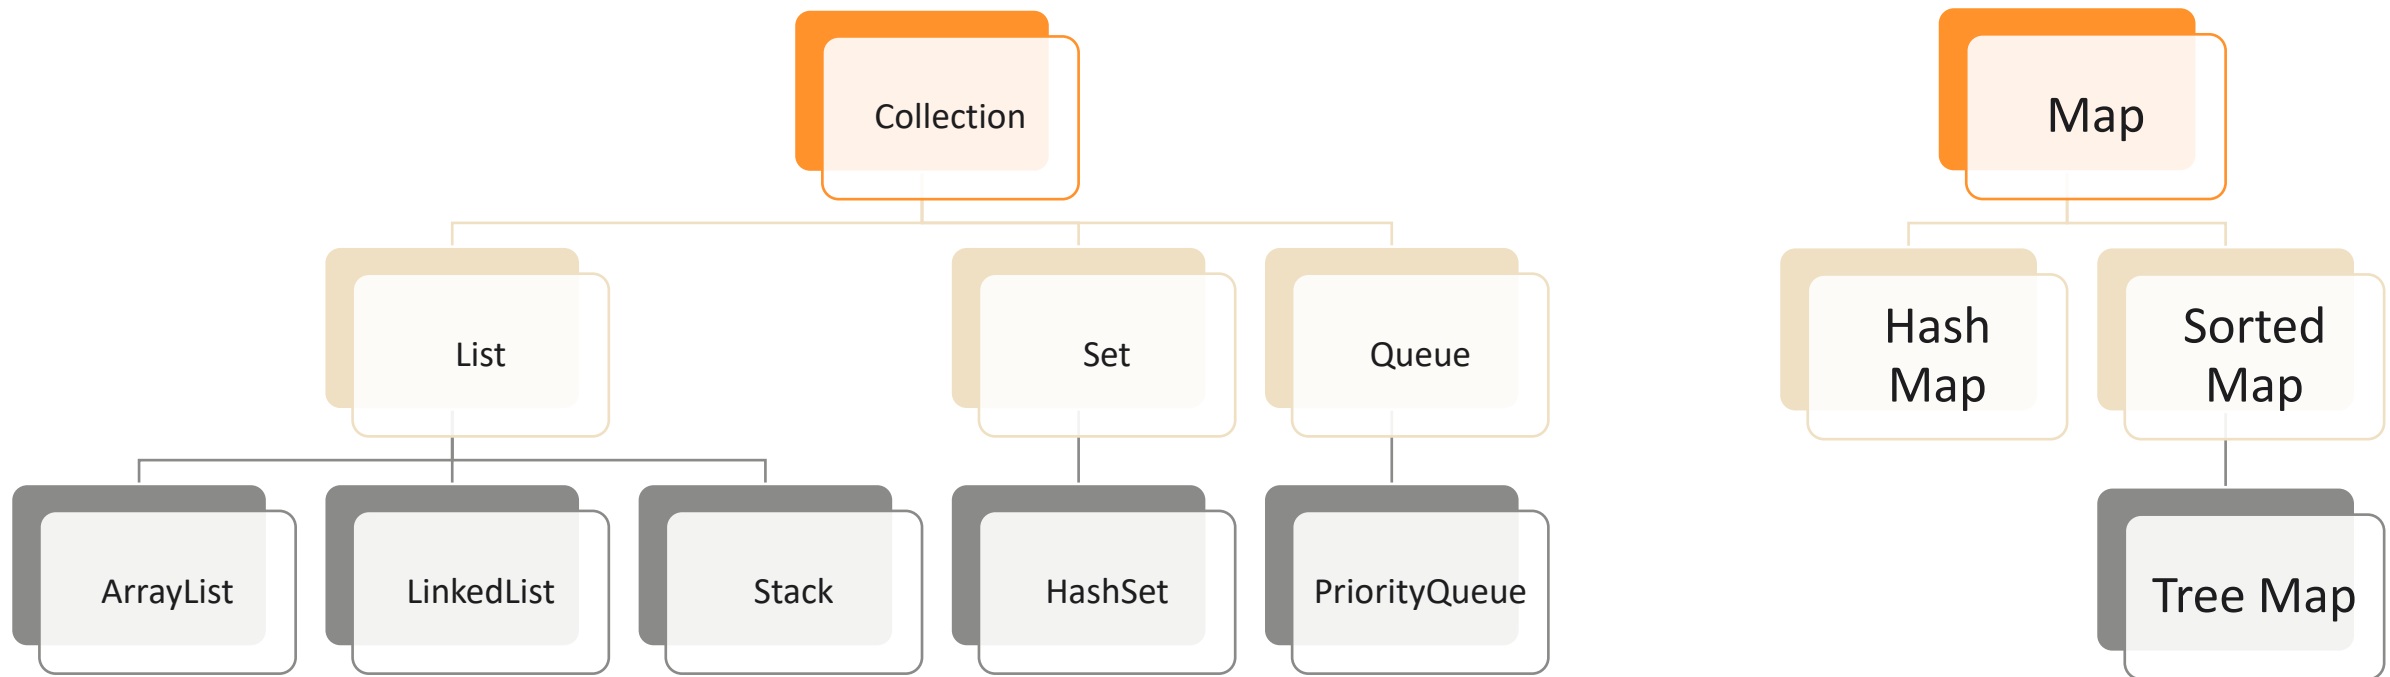 Collection
Map
List
Set
Queue
Hash
Map
Sorted
Map
ArrayList
LinkedList
Stack
HashSet
PriorityQueue
Tree Map